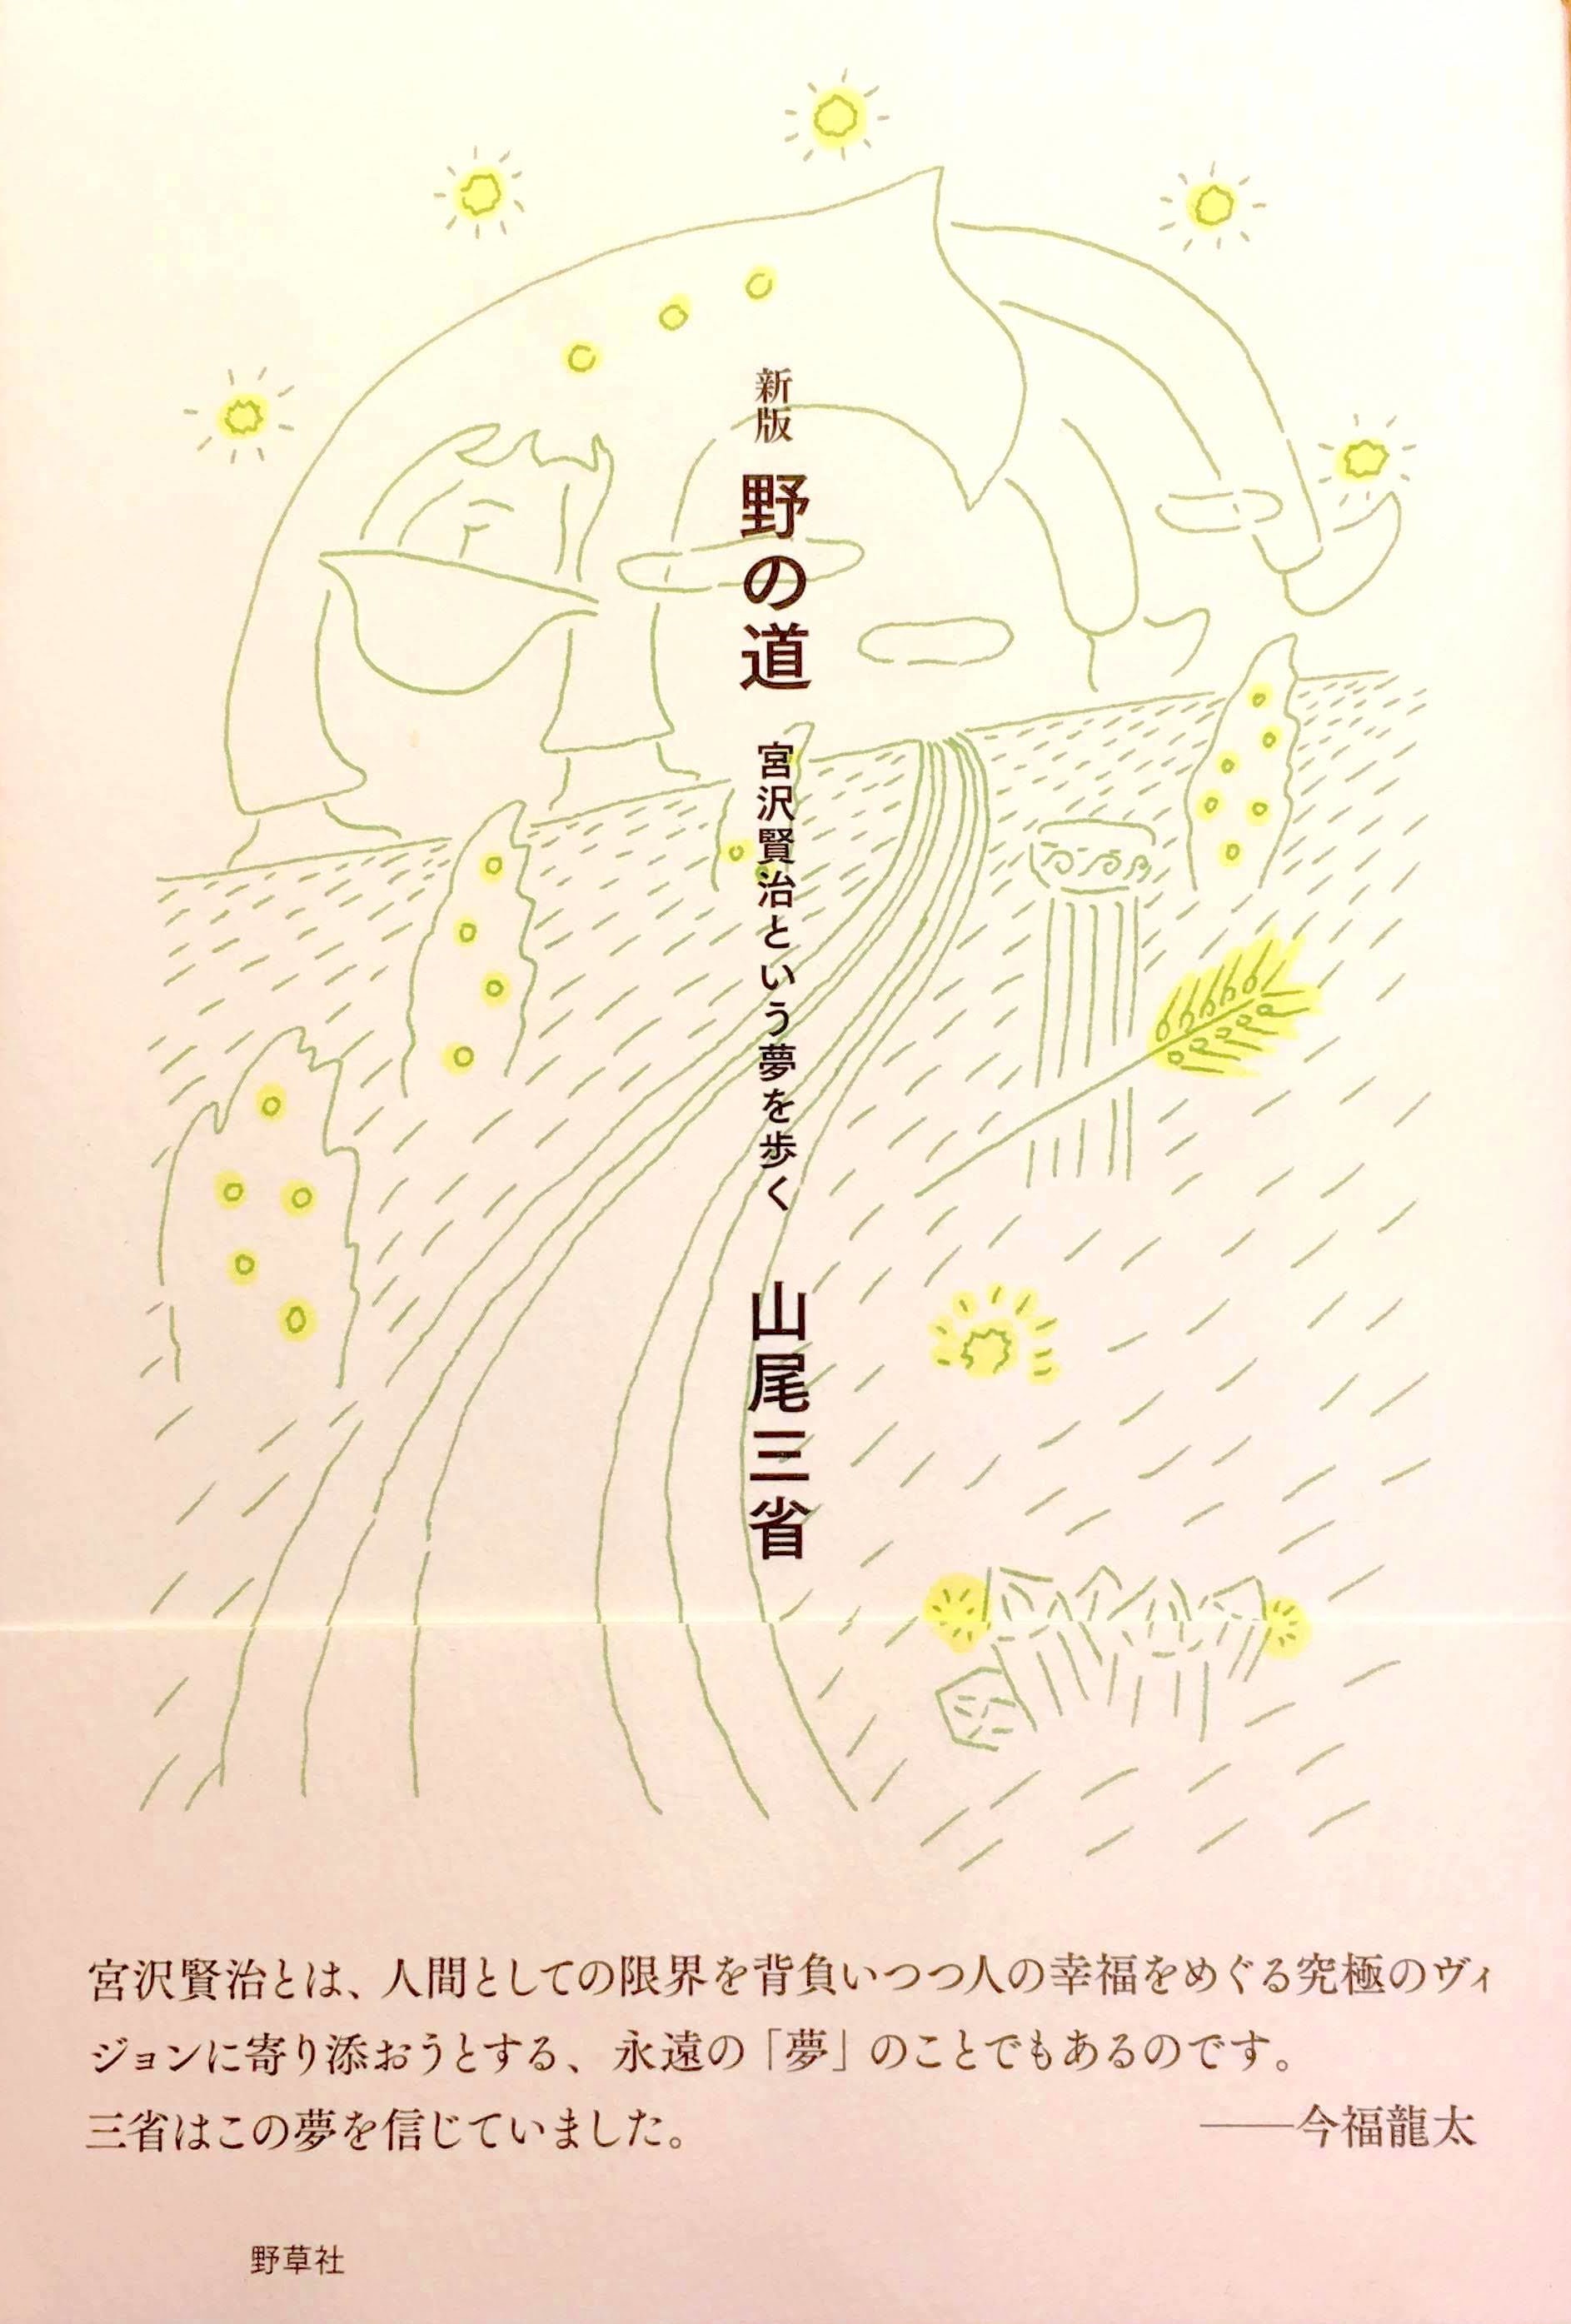 新版
野の道
宮沢賢治という夢を歩く
山尾三省
宮沢賢治とは、人間としての限界を背負いつつ人の幸福をめぐる究極のヴィ
ジョンに寄り添おうとする、永遠の「夢」のことでもあるのです。
三省はこの夢を信じていました。
——今福龍太
野草社